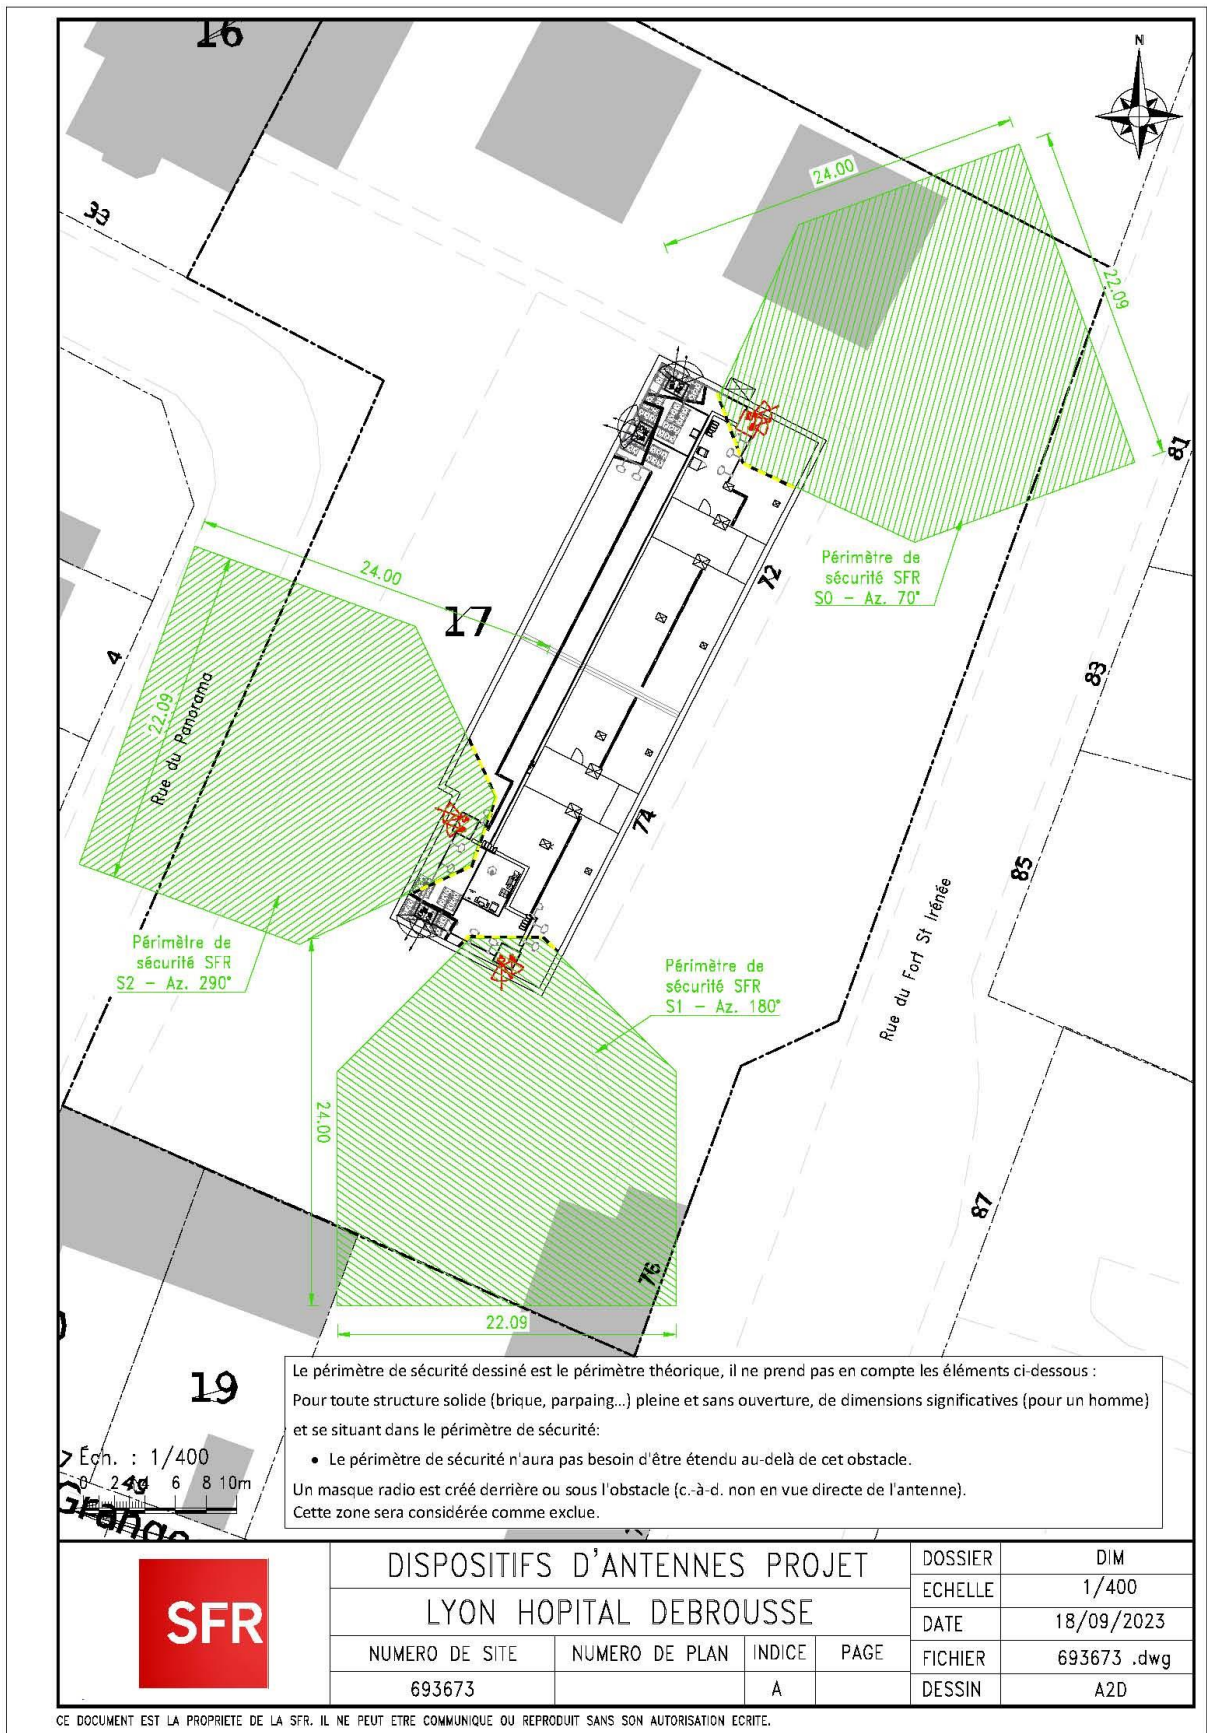 16
N
33
24.00
22.09
81
Périmètre de
sécurité SFR
S0 - Az. 70°
72
24.00
17
4
83
22.09
Rue du Panorama
74
85
Rue du Fort St Irénée
Périmètre de
sécurité SFR
S2 - Az. 290°
Périmètre de
sécurité SFR
S1 - Az. 180°
24.00
87
76
22.09
19
Le périmètre de sécurité dessiné est le périmètre théorique, il ne prend pas en compte les éléments ci-dessous :
Pour toute structure solide (brique, parpaing...) pleine et sans ouverture, de dimensions significatives (pour un homme)
et se situant dans le périmètre de sécurité:
• Le périmètre de sécurité n'aura pas besoin d'être étendu au-delà de cet obstacle.
Un masque radio est créé derrière ou sous l'obstacle (c.-à-d. non en vue directe de l'antenne).
Cette zone sera considérée comme exclue.
Éch. : 1/400
0 2 4 6 8 10m
49
Grange
SFR
DISPOSITIFS D'ANTENNES PROJET
LYON HOPITAL DEBROUSSE
NUMERO DE SITE NUMERO DE PLAN INDICE PAGE
693673 A
DOSSIER DIM
ECHELLE 1/400
DATE 18/09/2023
FICHIER 693673 .dwg
DESSIN A2D
CE DOCUMENT EST LA PROPRIETE DE LA SFR. IL NE PEUT ETRE COMMUNIQUE OU REPRODUIT SANS SON AUTORISATION ECRITE.